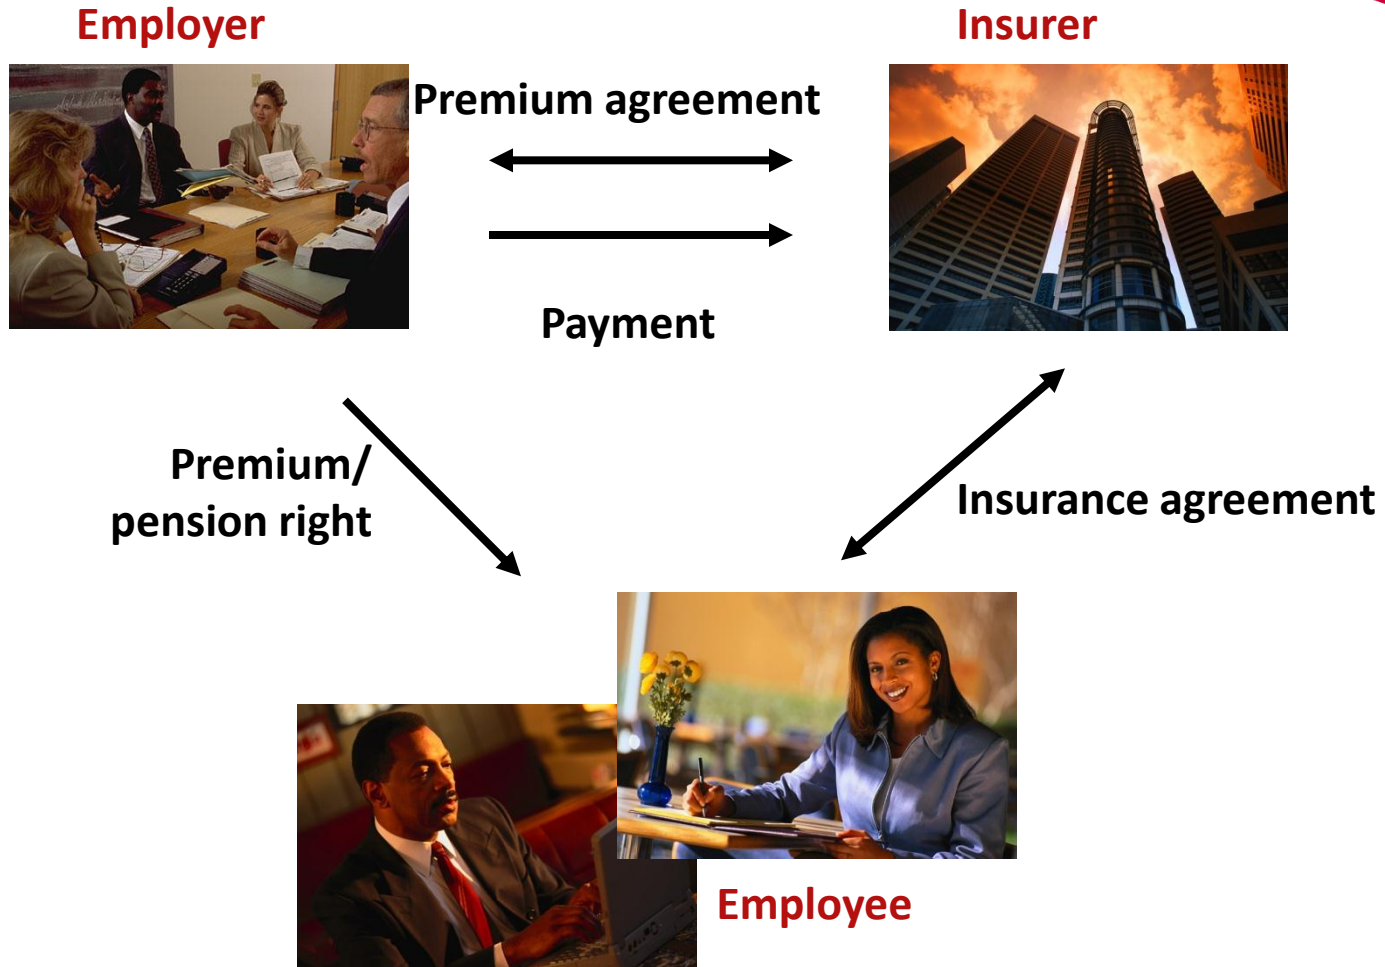 Employer
Insurer
Premium agreement
Payment
Premium/
pension right
Insurance agreement
Employee